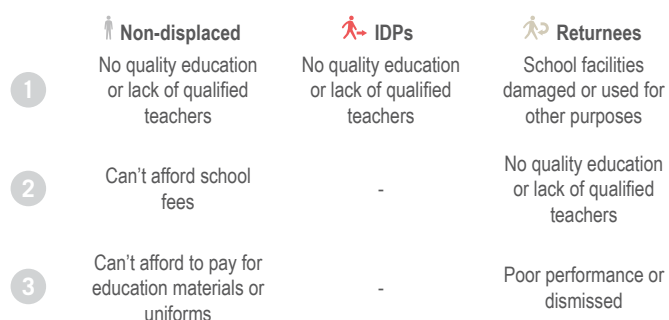 Non-displaced IDPs Returnees
1
No quality education
or lack of qualified
teachers
No quality education
or lack of qualified
teachers
School facilities
damaged or used for
other purposes
2
Can't afford school
fees
-
No quality education
or lack of qualified
teachers
3
Can't afford to pay for
education materials or
uniforms
-
Poor performance or
dismissed